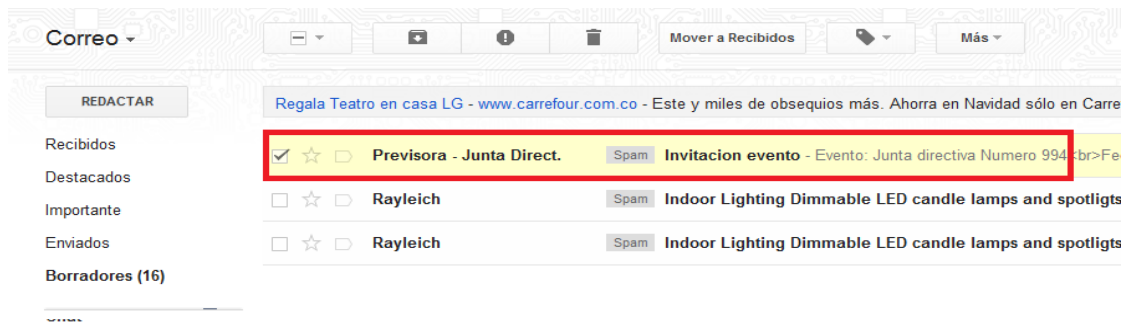 Correo
Mover a Recibidos
Más
REDACTAR
Regala Teatro en casa LG - www.carrefour.com.co - Este y miles de obsequios más. Ahorra en Navidad sólo en Carre
Recibidos
Previsora - Junta Direct. Spam Invitacion evento - Evento: Junta directiva Numero 994<br>Fe
Destacados
Rayleich Spam Indoor Lighting Dimmable LED candle lamps and spotligts
Importante
Enviados
Rayleich Spam Indoor Lighting Dimmable LED candle lamps and spotligts
Borradores (16)